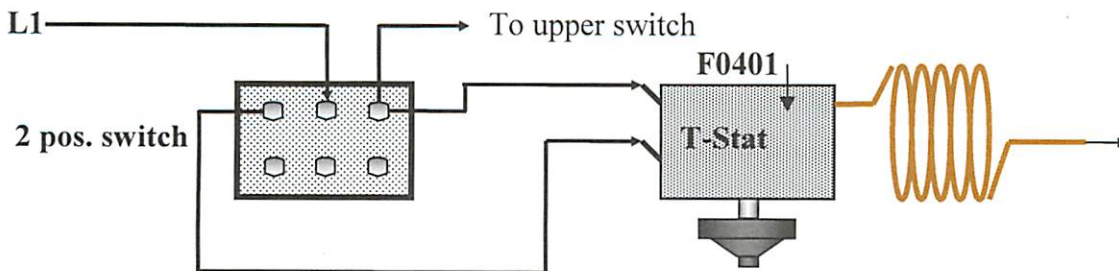 L1
To upper switch
F0401
2 pos. switch
T-Stat